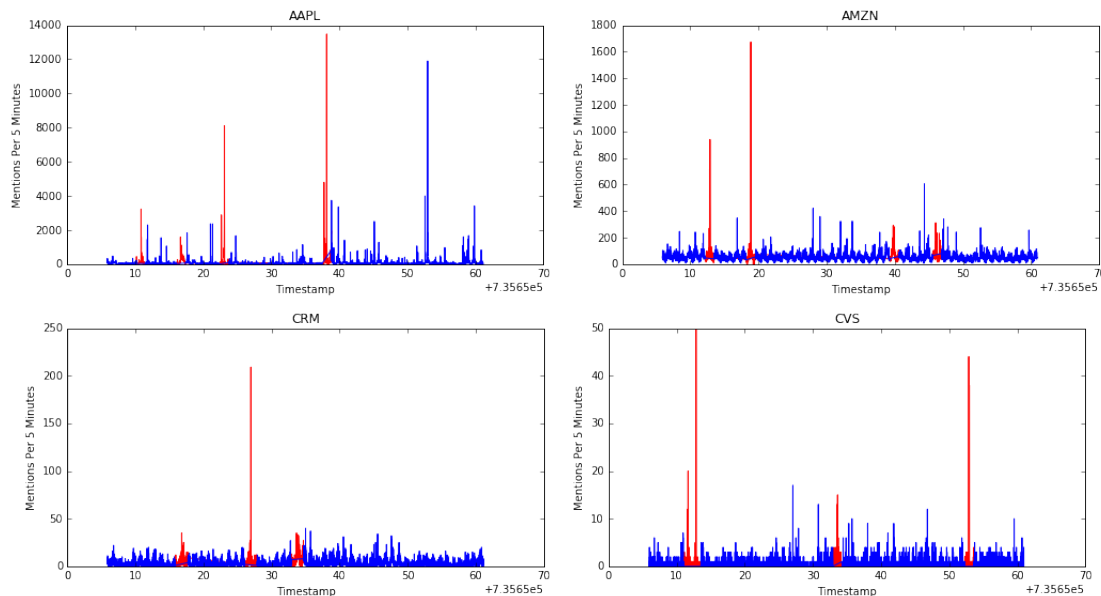 AAPL
14000
12000
10000
8000
6000
4000
2000
0
Mentions Per 5 Minutes
0 10 20 30 40 50 60 70
Timestamp
+7.3565e5
AMZN
1800
1600
1400
1200
1000
800
600
400
200
0
Mentions Per 5 Minutes
0 10 20 30 40 50 60 70
Timestamp
+7.3565e5
CRM
250
200
150
100
50
0
Mentions Per 5 Minutes
0 10 20 30 40 50 60 70
Timestamp
+7.3565e5
CVS
50
40
30
20
10
0
Mentions Per 5 Minutes
0 10 20 30 40 50 60 70
Timestamp
+7.3565e5